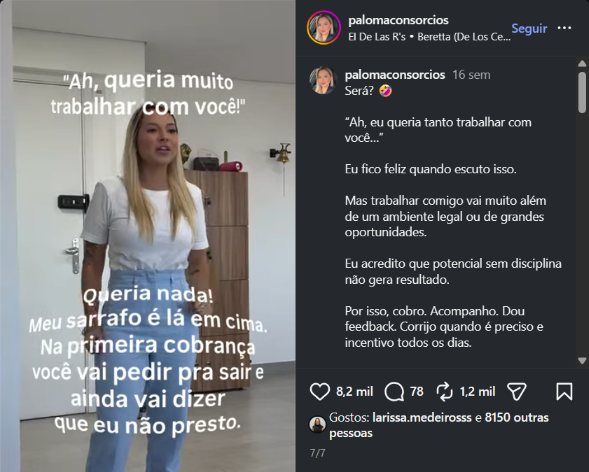 "Ah, queria muito
trabalhar com você!"
Queria nada!
Meu sarrafo é lá em cima.
Na primeira cobrança
você vai pedir pra sair e
ainda vai dizer
que eu não presto.
palomaconsorcios
El De Las R's • Beretta (De Los Ce...
Seguir
palomaconsorcios 16 sem
Será? 🤣
“Ah, eu queria tanto trabalhar com
você...”
Eu fico feliz quando escuto isso.
Mas trabalhar comigo vai muito além
de um ambiente legal ou de grandes
oportunidades.
Eu acredito que potencial sem disciplina
não gera resultado.
Por isso, cobro. Acompanho. Dou
feedback. Corrijo quando é preciso e
incentivo todos os dias.
8,2 mil 78 1,2 mil
Gostos: larissa.medeirosss e 8150 outras
pessoas
7/7